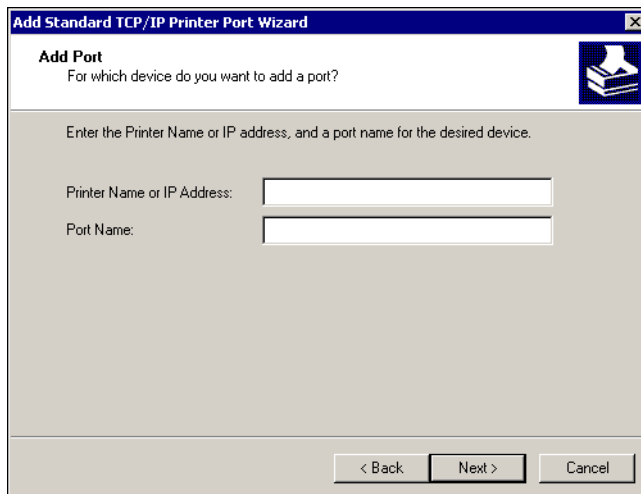 Add Standard TCP/IP Printer Port Wizard
Add Port
For which device do you want to add a port?
Enter the Printer Name or IP address, and a port name for the desired device.
Printer Name or IP Address:
Port Name:
< Back Next > Cancel